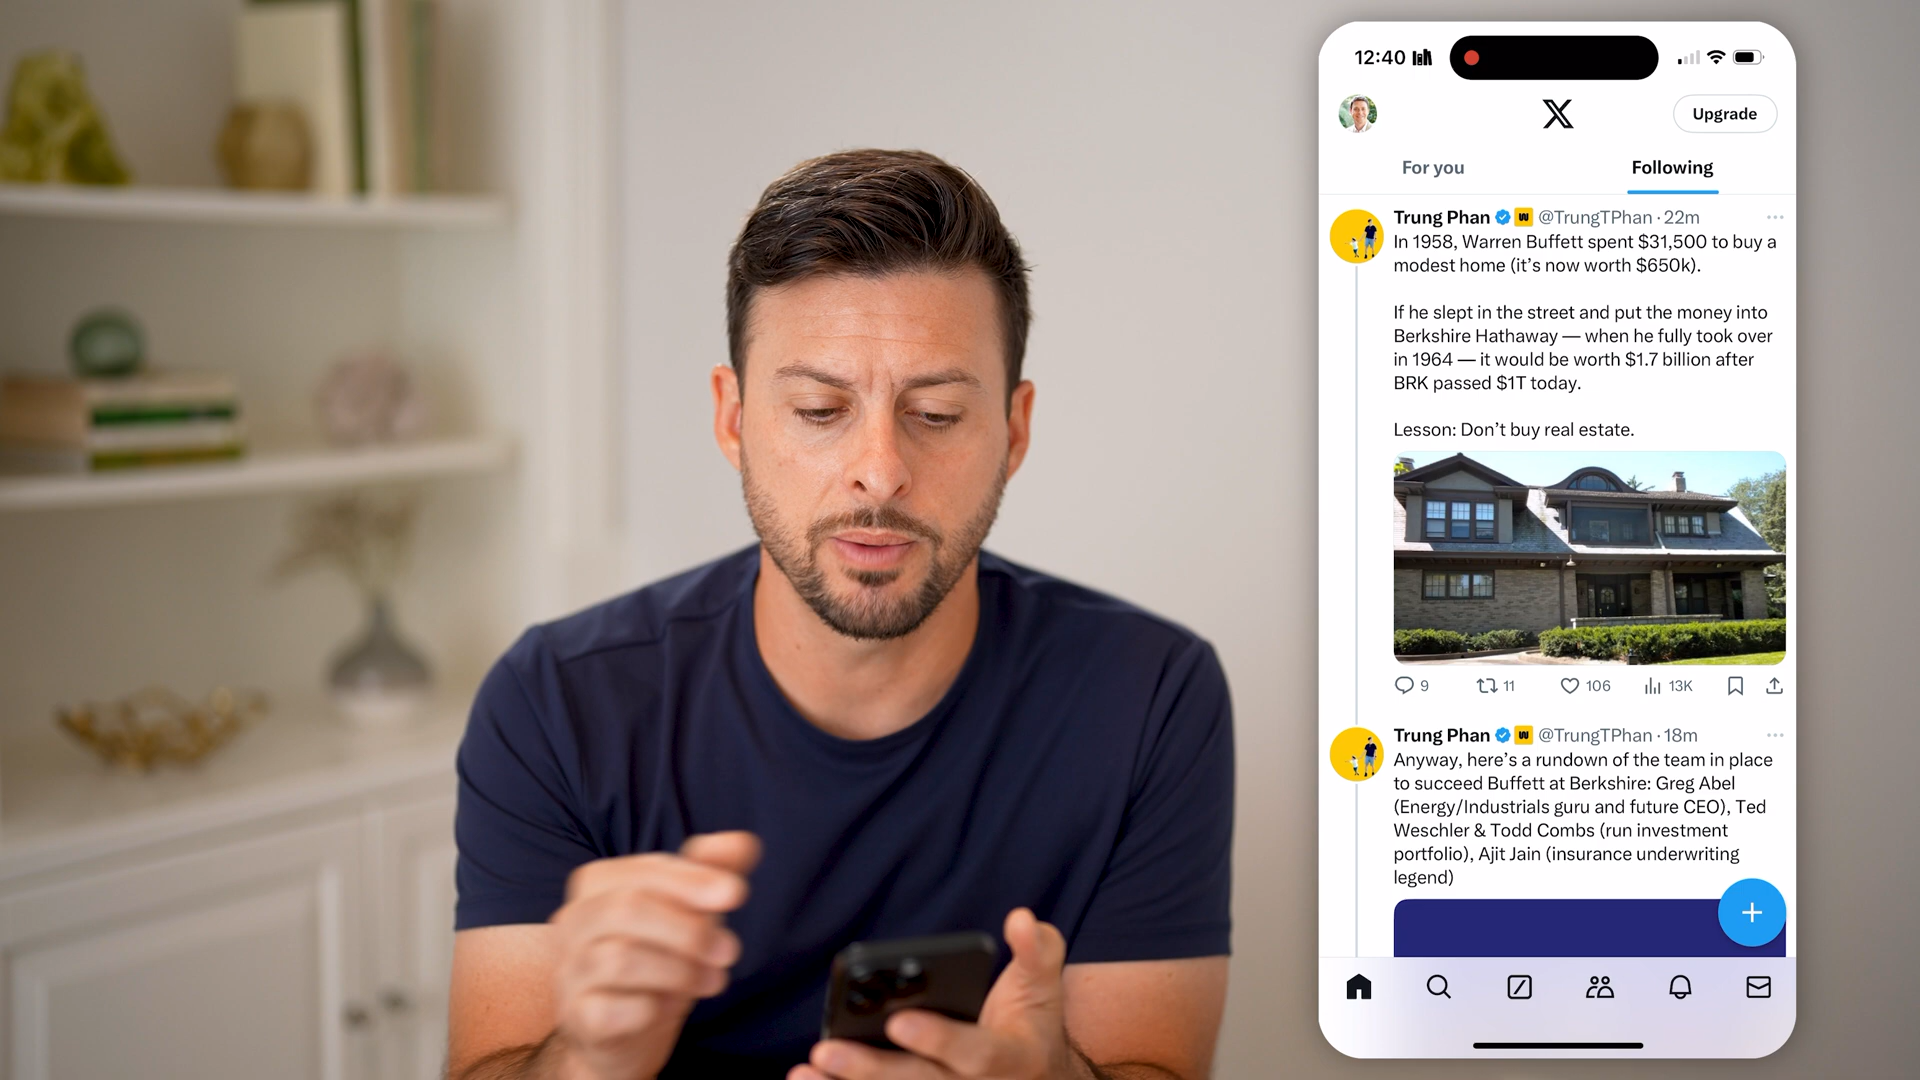 12:40
Upgrade
For you
Following
Trung Phan @TrungTPhan · 22m
In 1958, Warren Buffett spent $31,500 to buy a
modest home (it’s now worth $650k).
If he slept in the street and put the money into
Berkshire Hathaway — when he fully took over
in 1964 — it would be worth $1.7 billion after
BRK passed $1T today.
Lesson: Don’t buy real estate.
9 11 106 13K
Trung Phan @TrungTPhan · 18m
Anyway, here’s a rundown of the team in place
to succeed Buffett at Berkshire: Greg Abel
(Energy/Industrials guru and future CEO), Ted
Weschler & Todd Combs (run investment
portfolio), Ajit Jain (insurance underwriting
legend)